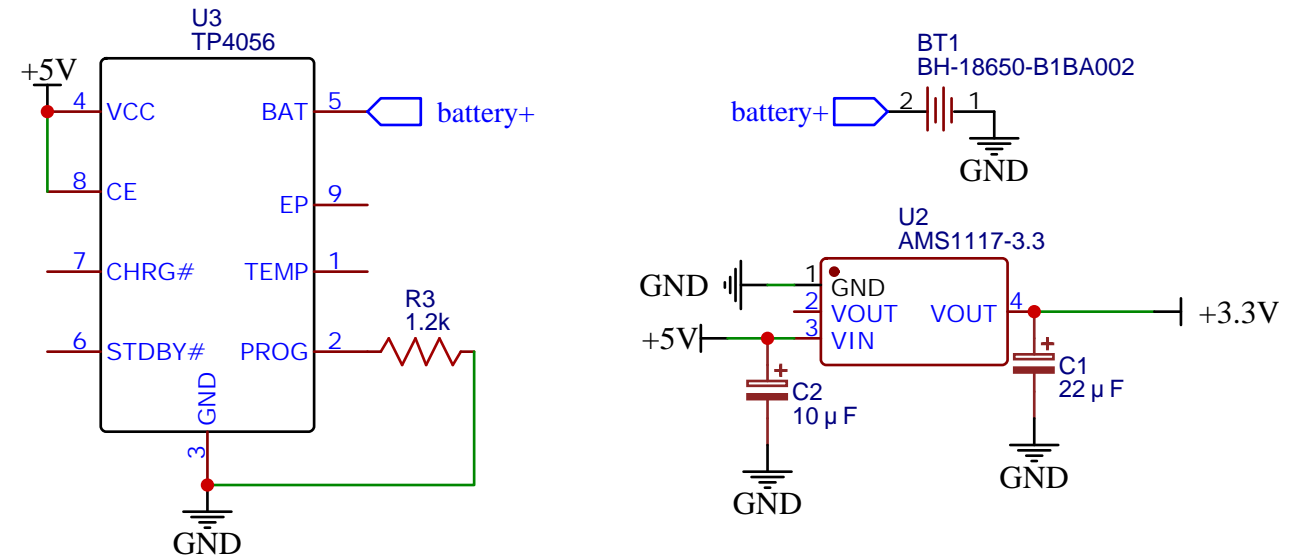 U3
TP4056
+5V
4 VCC
BAT 5
battery+
8 CE
EP 9
7 CHRG#
TEMP 1
R3
1.2k
6 STDBY#
PROG 2
GND
3
GND
BT1
BH-18650-B1BA002
battery+
2 1
GND
U2
AMS1117-3.3
GND
1 GND
2 VOUT
VOUT 4
+3.3V
+5V
3 VIN
+
C2
10 µF
GND
+
C1
22 µF
GND